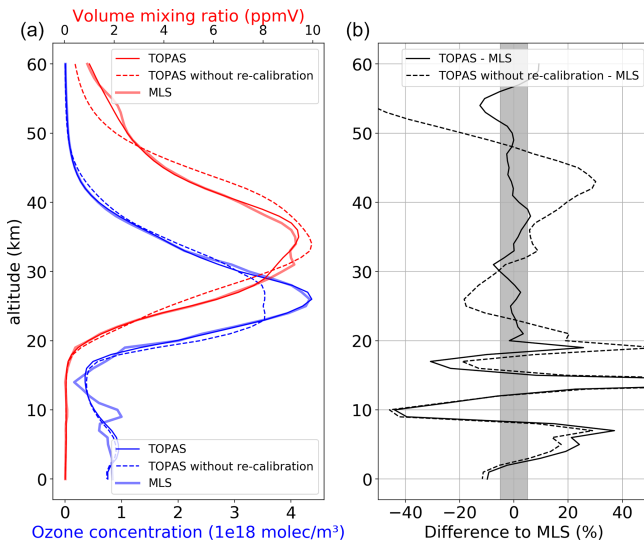 Volume mixing ratio (ppmV)
(a)
0 2 4 6 8 10
TOPAS
TOPAS without re-calibration
MLS
60
50
40
30
20
10
0
altitude (km)
TOPAS
TOPAS without re-calibration
MLS
0 1 2 3 4
Ozone concentration (1e18 molec/m³)
(b)
TOPAS - MLS
TOPAS without re-calibration - MLS
60
50
40
30
20
10
0
−40 −20 0 20 40
Difference to MLS (%)